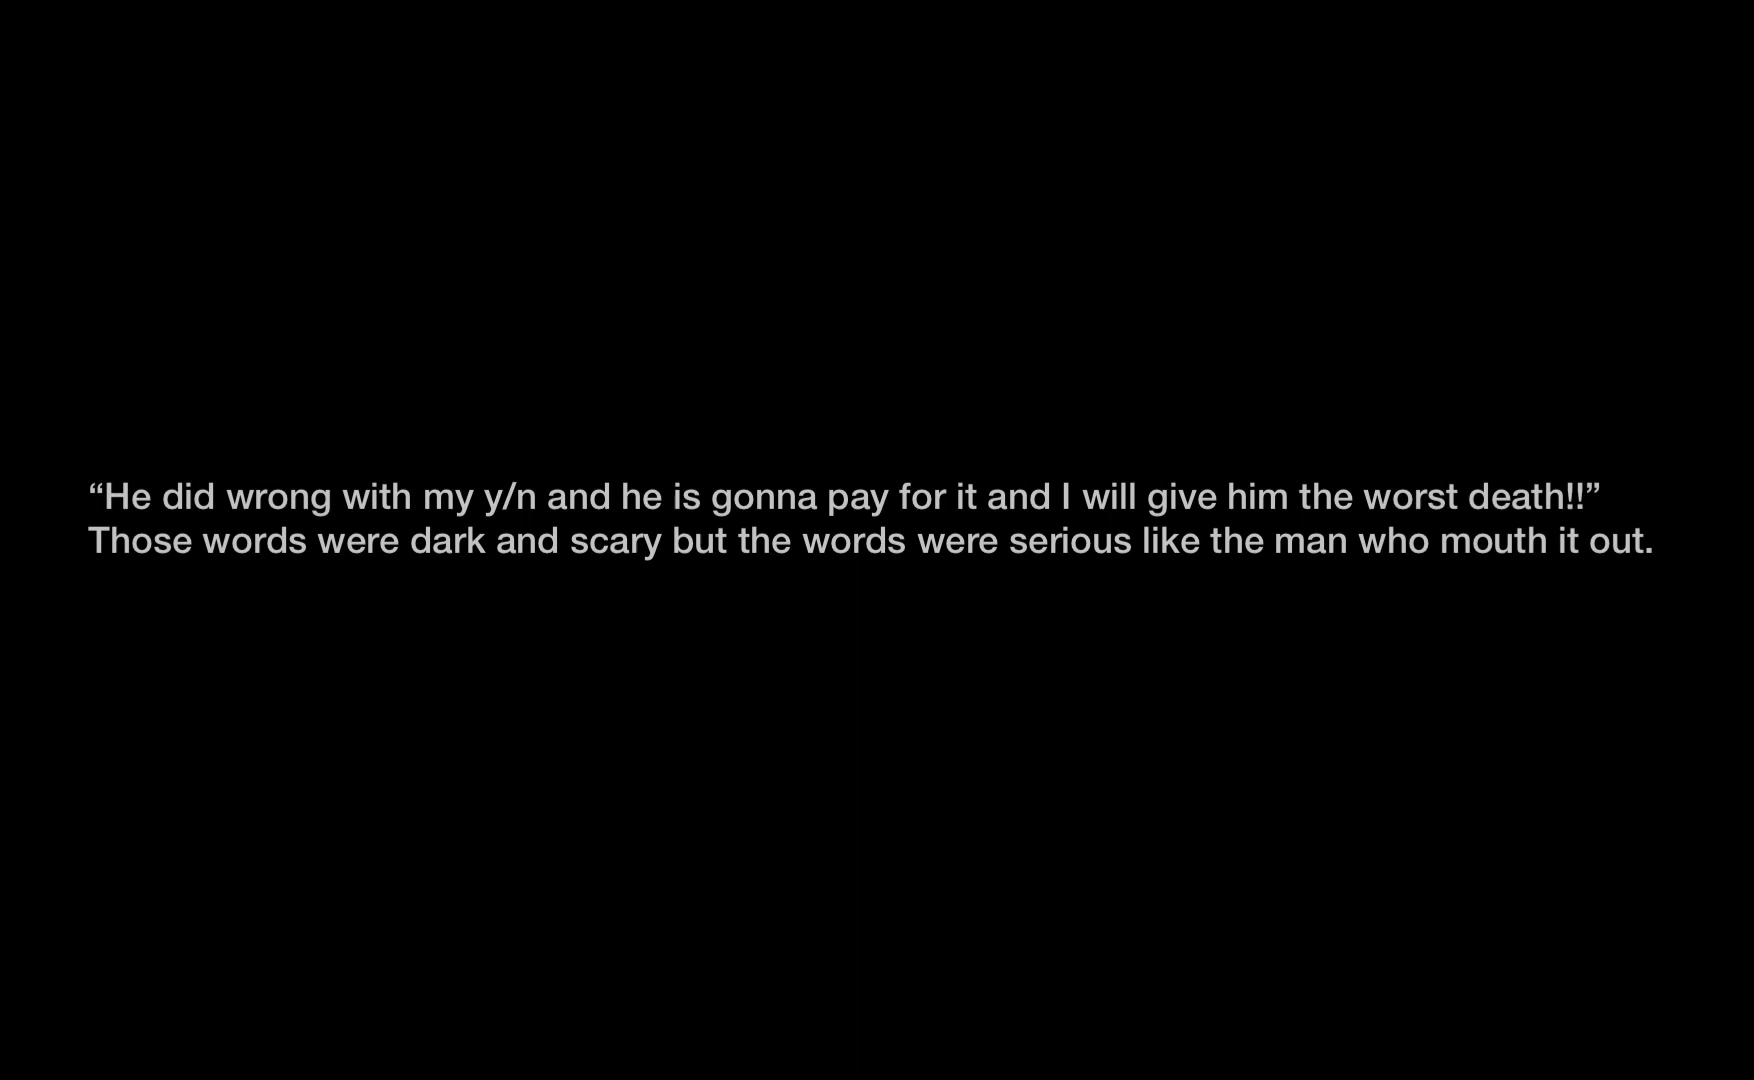 “He did wrong with my y/n and he is gonna pay for it and I will give him the worst death!!”
Those words were dark and scary but the words were serious like the man who mouth it out.